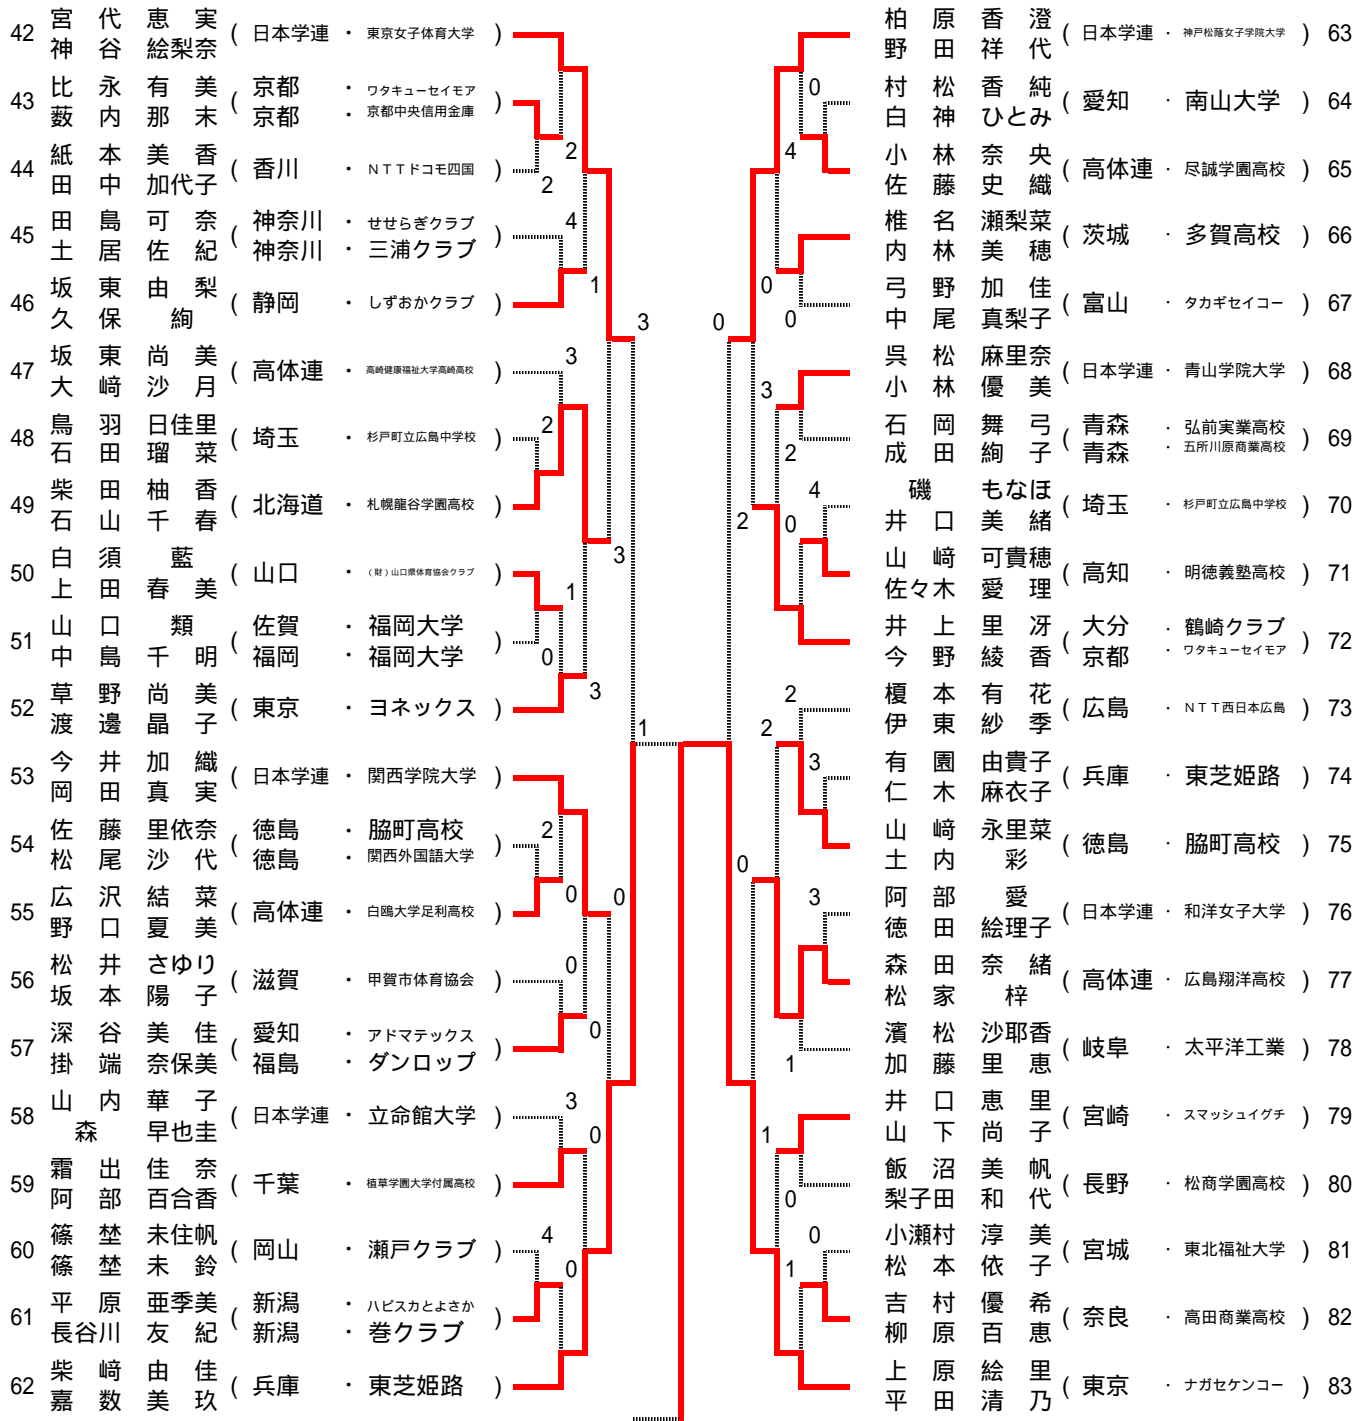 42 宮代恵実 神谷絵梨奈 ( 日本学連 ・ 東京女子体育大学 )
43 比永有美 薮内那末 ( 京都 ・ ワタキューセイモア 京都 ・ 京都中央信用金庫 )
44 紙本美香 田中加代子 ( 香川 ・ NTTドコモ四国 )
45 田島可奈 土居佐紀 ( 神奈川 ・ せせらぎクラブ 神奈川 ・ 三浦クラブ )
46 坂東由梨 久保絢 ( 静岡 ・ しずおかクラブ )
47 坂東尚美 大﨑沙月 ( 高体連 ・ 高崎健康福祉大学高崎高校 )
48 鳥羽日佳里 石田瑠菜 ( 埼玉 ・ 杉戸町立広島中学校 )
49 柴田柚香 石山千春 ( 北海道 ・ 札幌龍谷学園高校 )
50 白須藍 上田春美 ( 山口 ・ (財)山口県体育協会クラブ )
51 山口類 中島千明 ( 佐賀 ・ 福岡大学 福岡 ・ 福岡大学 )
52 草野尚美 渡邊晶子 ( 東京 ・ ヨネックス )
53 今井加織 岡田真実 ( 日本学連 ・ 関西学院大学 )
54 佐藤里依奈 松尾沙代 ( 徳島 ・ 脇町高校 徳島 ・ 関西外国語大学 )
55 広沢結菜 野口夏美 ( 高体連 ・ 白鴎大学足利高校 )
56 松井さゆり 坂本陽子 ( 滋賀 ・ 甲賀市体育協会 )
57 深谷美佳 掛端奈保美 ( 愛知 ・ アドマテックス 福島 ・ ダンロップ )
58 山内華子 森早也圭 ( 日本学連 ・ 立命館大学 )
59 霜出佳奈 阿部百合香 ( 千葉 ・ 植草学園大学付属高校 )
60 篠埜未住帆 篠埜未鈴 ( 岡山 ・ 瀬戸クラブ )
61 平原亜季美 長谷川友紀 ( 新潟 ・ ハピスカとよさか 新潟 ・ 巻クラブ )
62 柴﨑由佳 嘉数美玖 ( 兵庫 ・ 東芝姫路 )
2
2
4
1
3
3
2
3
1
0
3
1
2
0
0
0
0
3
0
4
0
柏原香澄 野田祥代 ( 日本学連 ・ 神戸松蔭女子学院大学 ) 63
村松香純 白神ひとみ ( 愛知 ・ 南山大学 ) 64
小林奈央 佐藤史織 ( 高体連 ・ 尽誠学園高校 ) 65
椎名瀬梨菜 内林美穂 ( 茨城 ・ 多賀高校 ) 66
弓野加佳 中尾真梨子 ( 富山 ・ タカギセイコー ) 67
呉松麻里奈 小林優美 ( 日本学連 ・ 青山学院大学 ) 68
石岡舞弓 成田絢子 ( 青森 ・ 弘前実業高校 青森 ・ 五所川原商業高校 ) 69
磯もなほ 井口美緒 ( 埼玉 ・ 杉戸町立広島中学校 ) 70
山﨑可貴穂 佐々木愛理 ( 高知 ・ 明徳義塾高校 ) 71
井上里冴 今野綾香 ( 大分 ・ 鶴崎クラブ 京都 ・ ワタキューセイモア ) 72
榎本有花 伊東紗季 ( 広島 ・ NTT西日本広島 ) 73
有園由貴子 仁木麻衣子 ( 兵庫 ・ 東芝姫路 ) 74
山﨑永里菜 土内彩 ( 徳島 ・ 脇町高校 ) 75
阿部愛 徳田絵理子 ( 日本学連 ・ 和洋女子大学 ) 76
森田奈緒 松家梓 ( 高体連 ・ 広島翔洋高校 ) 77
濱松沙耶香 加藤里恵 ( 岐阜 ・ 太平洋工業 ) 78
井口恵里 山下尚子 ( 宮崎 ・ スマッシュイグチ ) 79
飯沼美帆 梨子田和代 ( 長野 ・ 松商学園高校 ) 80
小瀬村淳美 松本依子 ( 宮城 ・ 東北福祉大学 ) 81
吉村優希 柳原百恵 ( 奈良 ・ 高田商業高校 ) 82
上原絵里 平田清乃 ( 東京 ・ ナガセケンコー ) 83
0
4
0
0
0
3
2
4
2
0
2
2
3
0
3
1
1
0
0
1